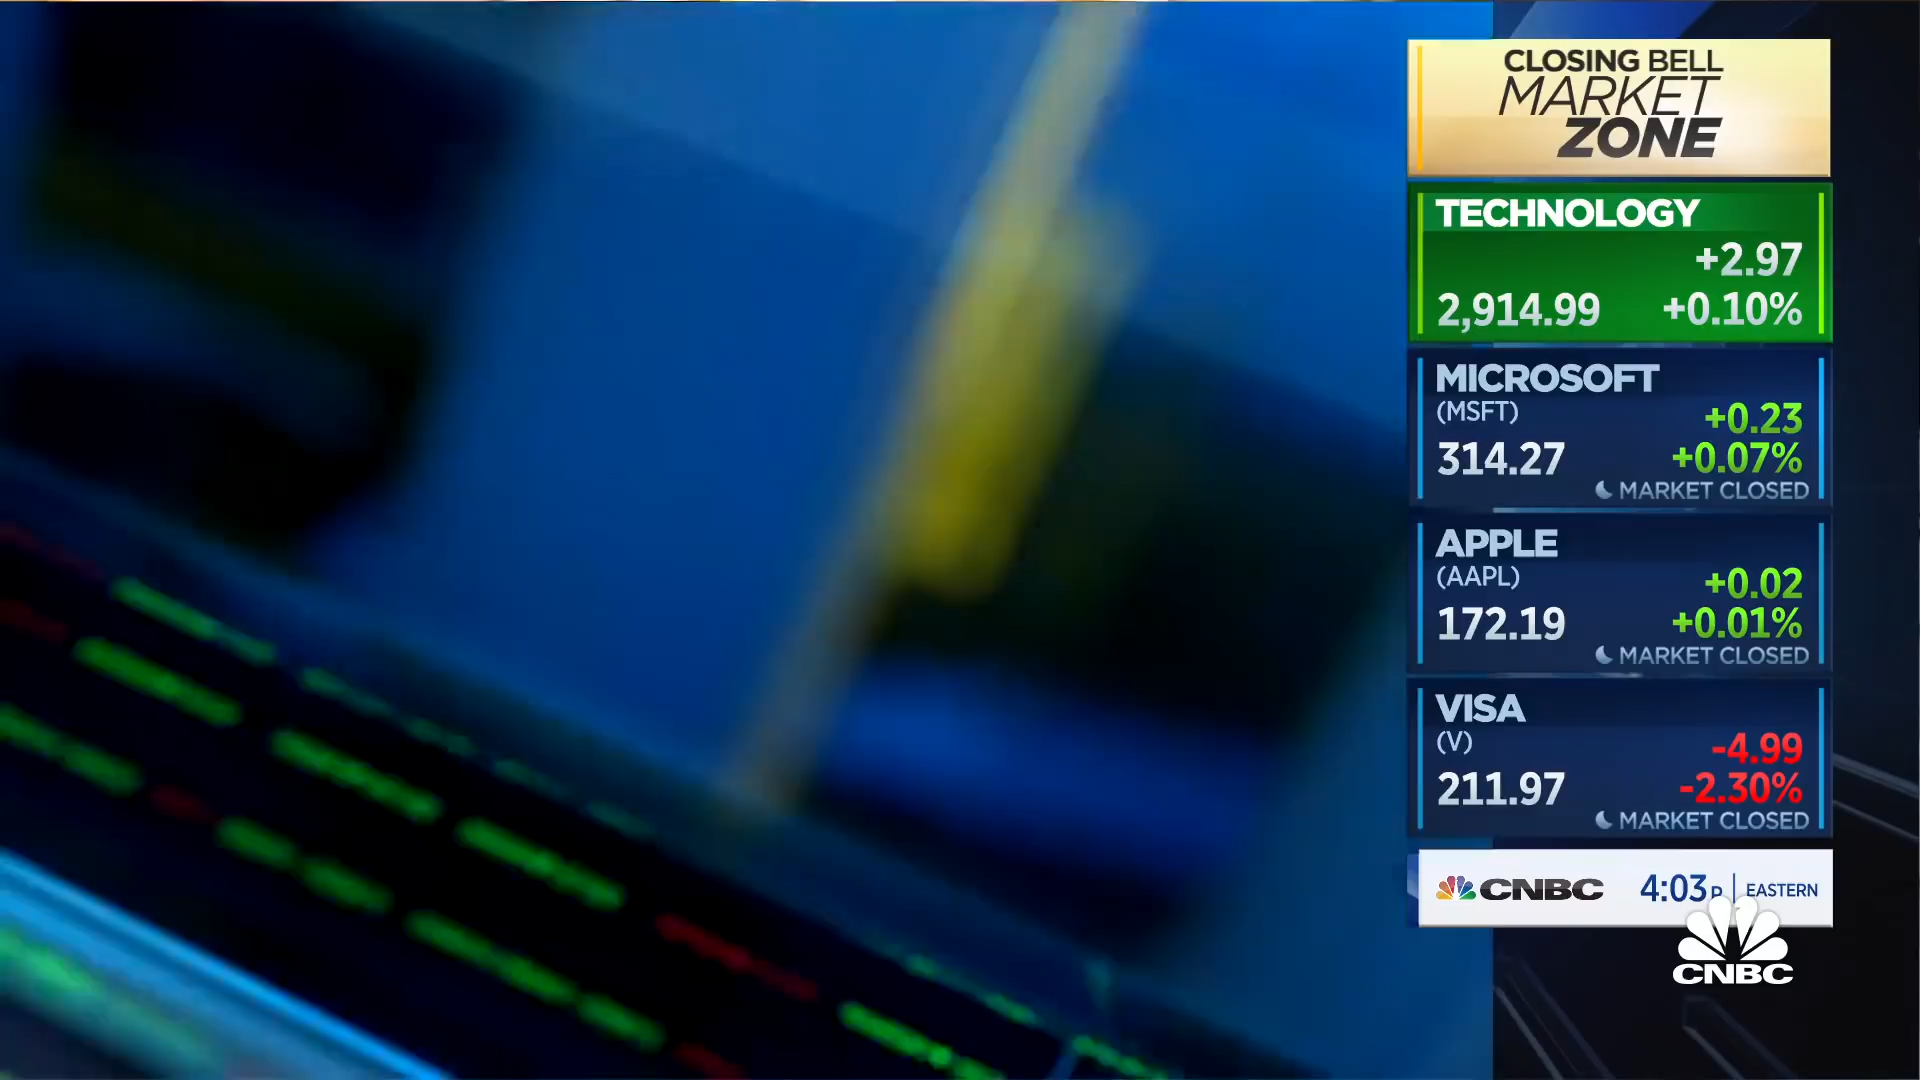 CLOSING BELL
MARKET
ZONE
TECHNOLOGY
+2.97
2,914.99 +0.10%
MICROSOFT
(MSFT)
+0.23
314.27 +0.07%
MARKET CLOSED
APPLE
(AAPL)
+0.02
172.19 +0.01%
MARKET CLOSED
VISA
(V)
-4.99
211.97 -2.30%
MARKET CLOSED
CNBC 4:03P EASTERN
CNBC